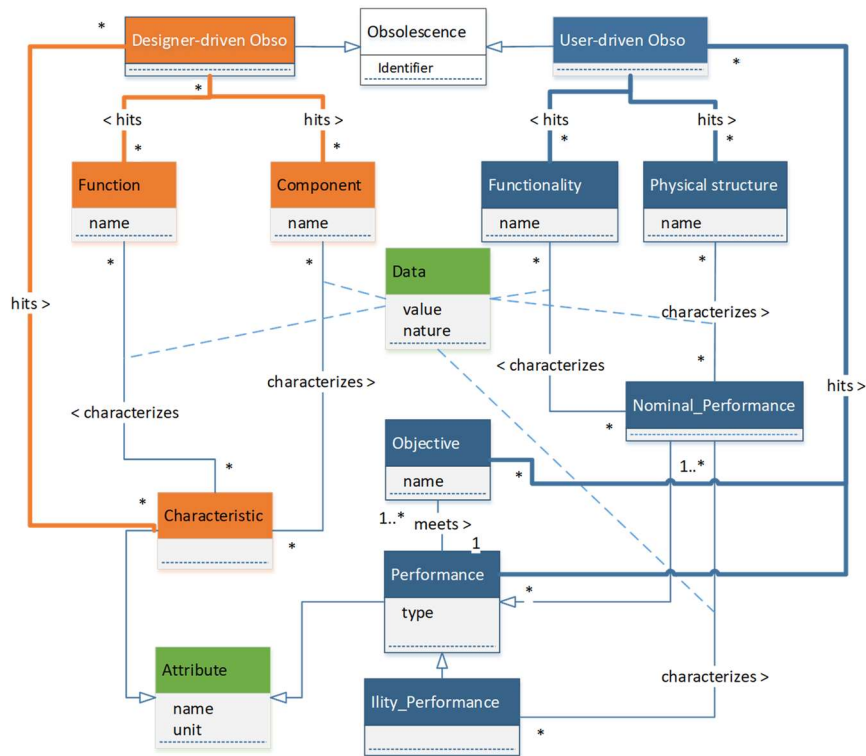 *
Designer-driven Obso
Obsolescence
Identifier
User-driven Obso
*
*
*
< hits
hits >
< hits
hits >
*
*
*
*
Function
name
Component
name
Functionality
name
Physical structure
name
*
*
*
*
Data
value
nature
hits >
characterizes >
characterizes >
< characterizes
*
hits >
< characterizes
Nominal_Performance
*
Objective
name
1..*
*
*
*
Characteristic
*
1..*
meets >
1
Performance
type
*
Attribute
name
unit
characterizes >
Ility_Performance
*